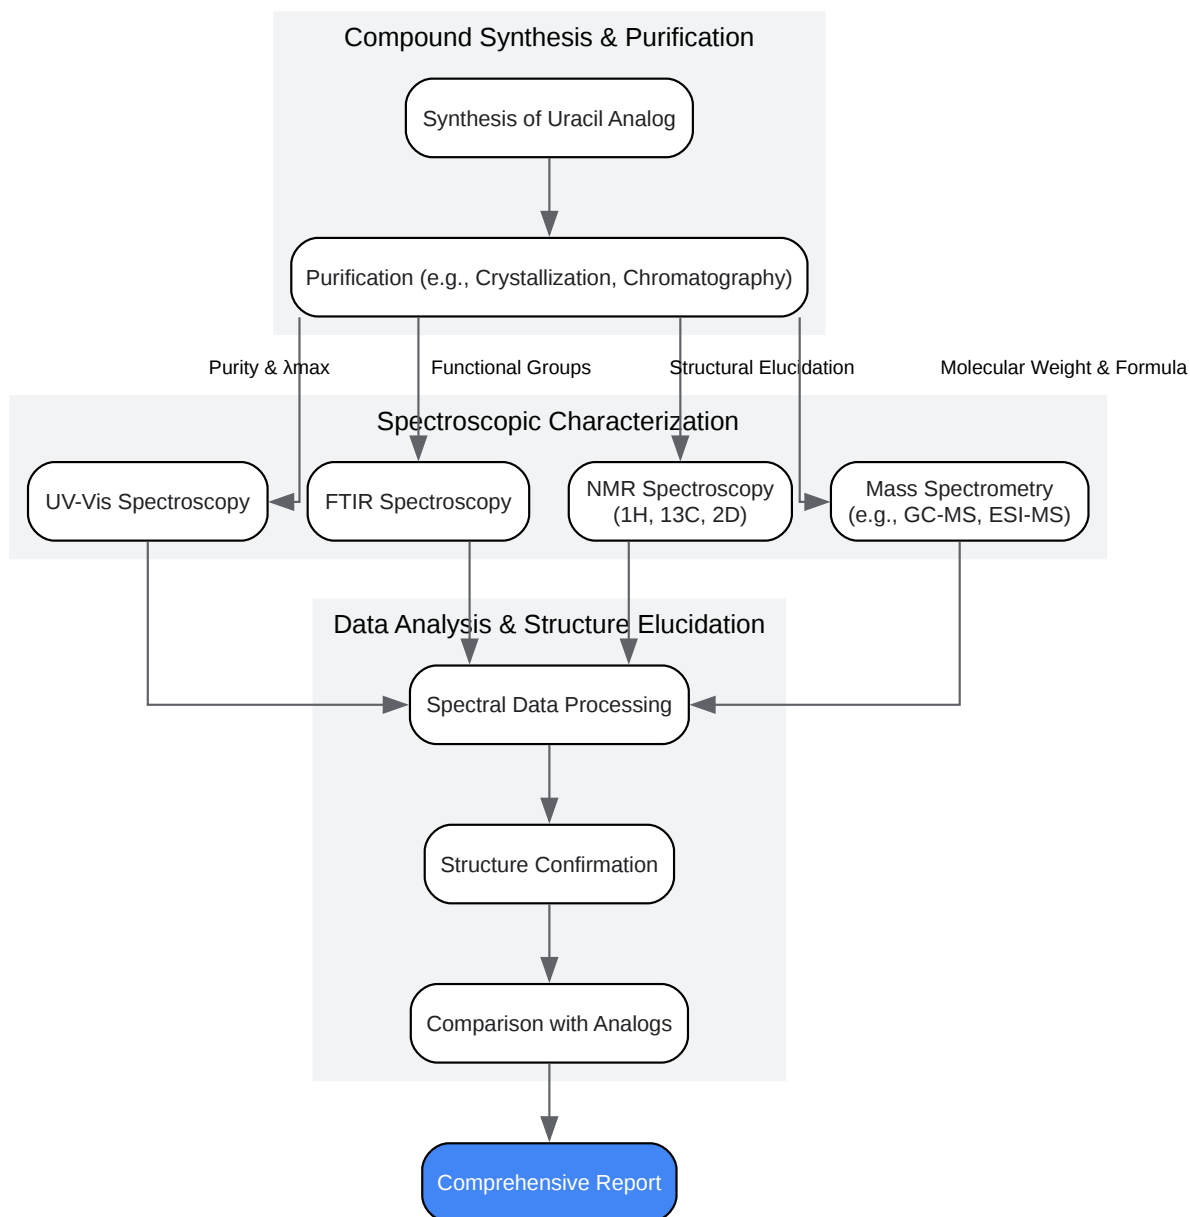 Compound Synthesis & Purification
Synthesis of Uracil Analog
Purification (e.g., Crystallization, Chromatography)
Purity & λmax
Functional Groups
Structural Elucidation
Molecular Weight & Formula
Spectroscopic Characterization
UV-Vis Spectroscopy
FTIR Spectroscopy
NMR Spectroscopy
(1H, 13C, 2D)
Mass Spectrometry
(e.g., GC-MS, ESI-MS)
Data Analysis & Structure Elucidation
Spectral Data Processing
Structure Confirmation
Comparison with Analogs
Comprehensive Report